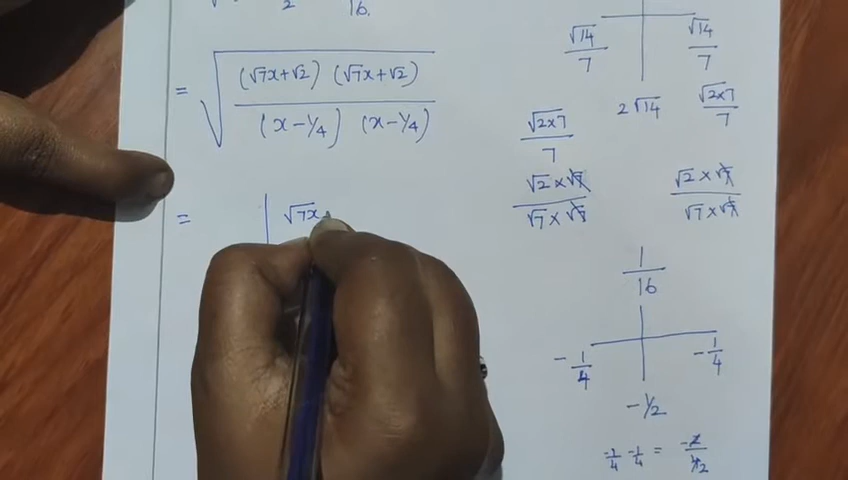 2 16.
= √((√7x+√2) (√7x+√2) / (x-1/4) (x-1/4))
= | √7x
√14/7 √14/7
2√14
√2×7/7 √2×7/7
√2×√7/√7×√7 √2×√7/√7×√7
1/16
-1/4 -1/4
-1/2
-1/4 -1/4 = -2/4 2